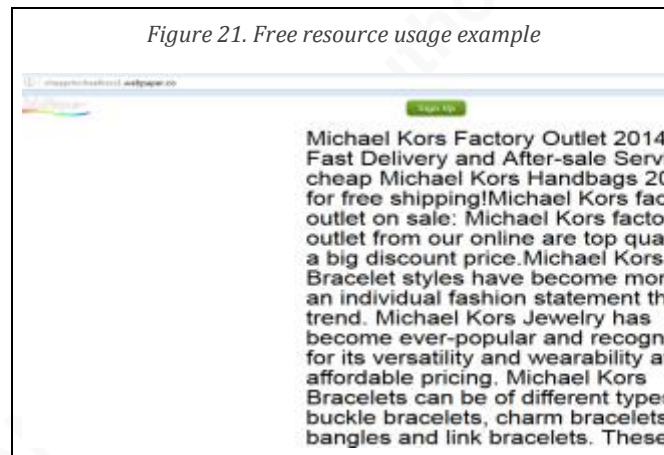 Figure 21. Free resource usage example
Sign Up
Michael Kors Factory Outlet 2014
Fast Delivery and After-sale Serv
cheap Michael Kors Handbags 20
for free shipping!Michael Kors fac
outlet on sale: Michael Kors facto
outlet from our online are top qua
a big discount price.Michael Kors
Bracelet styles have become mor
an individual fashion statement th
trend. Michael Kors Jewelry has
become ever-popular and recogn
for its versatility and wearability a
affordable pricing. Michael Kors
Bracelets can be of different types
buckle bracelets, charm bracelets
bangles and link bracelets. These